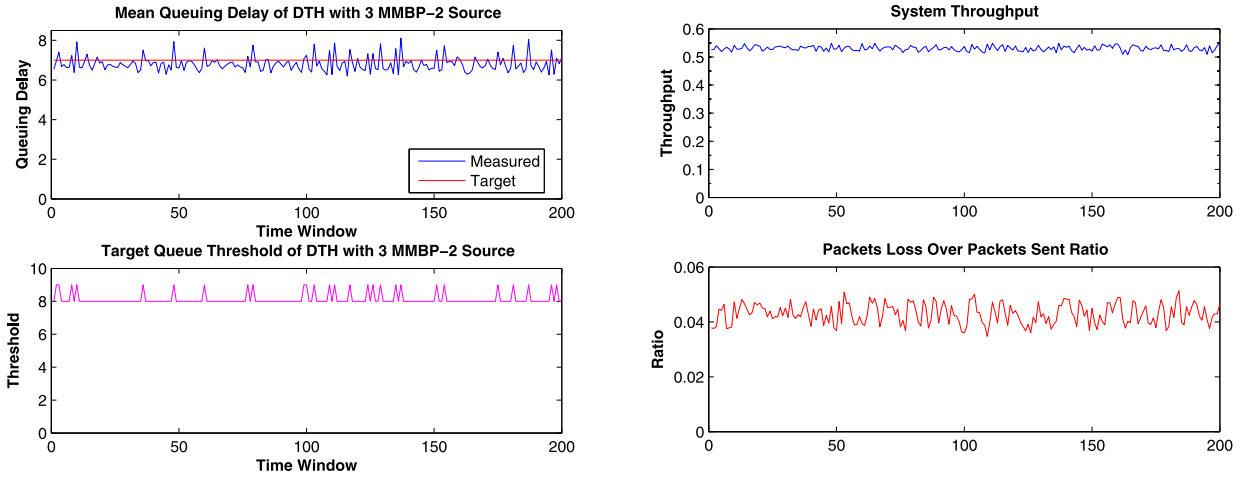 Mean Queuing Delay of DTH with 3 MMBP−2 Source
8
6
4
2
0
Queuing Delay
Measured
Target
0 50 100 150 200
Time Window
System Throughput
0.6
0.5
0.4
0.3
0.2
0.1
0
Throughput
0 50 100 150 200
Target Queue Threshold of DTH with 3 MMBP−2 Source
10
8
6
4
2
0
Threshold
0 50 100 150 200
Time Window
Packets Loss Over Packets Sent Ratio
0.06
0.04
0.02
0
Ratio
0 50 100 150 200